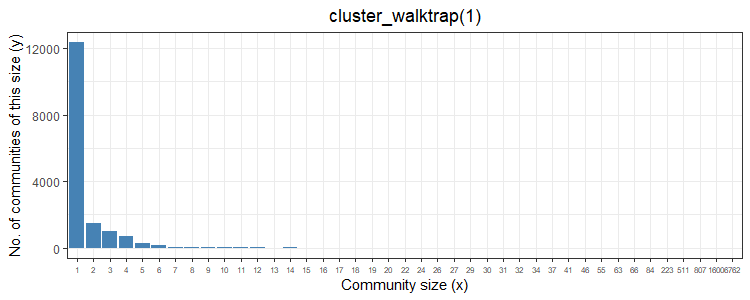 cluster_walktrap(1)
No. of communities of this size (y)
12000
8000
4000
0
1 2 3 4 5 6 7 8 9 10 11 12 13 14 15 16 17 18 19 20 22 24 26 27 29 30 31 32 34 37 41 46 55 63 66 84 223 511 807 1600 6762
Community size (x)